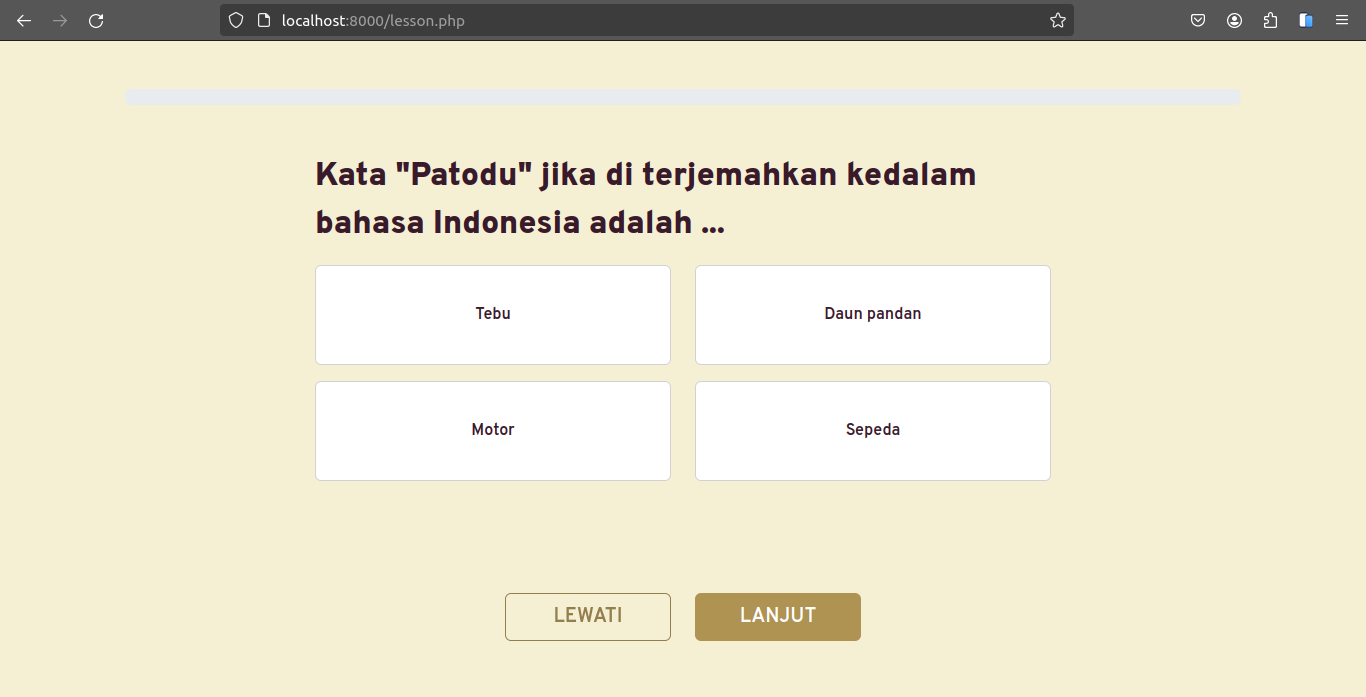 localhost:8000/lesson.php
Kata "Patodu" jika di terjemahkan kedalam
bahasa Indonesia adalah ...
Tebu
Daun pandan
Motor
Sepeda
LEWATI
LANJUT